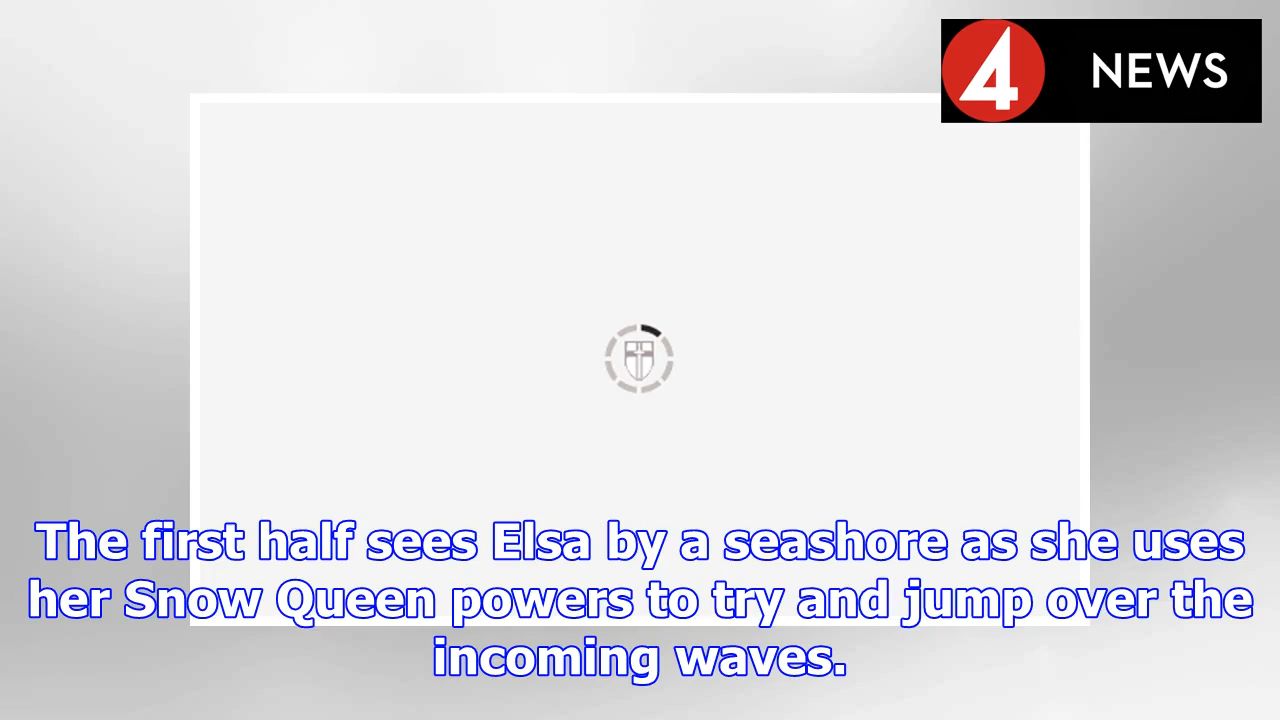 4 NEWS
The first half sees Elsa by a seashore as she uses
her Snow Queen powers to try and jump over the
incoming waves.